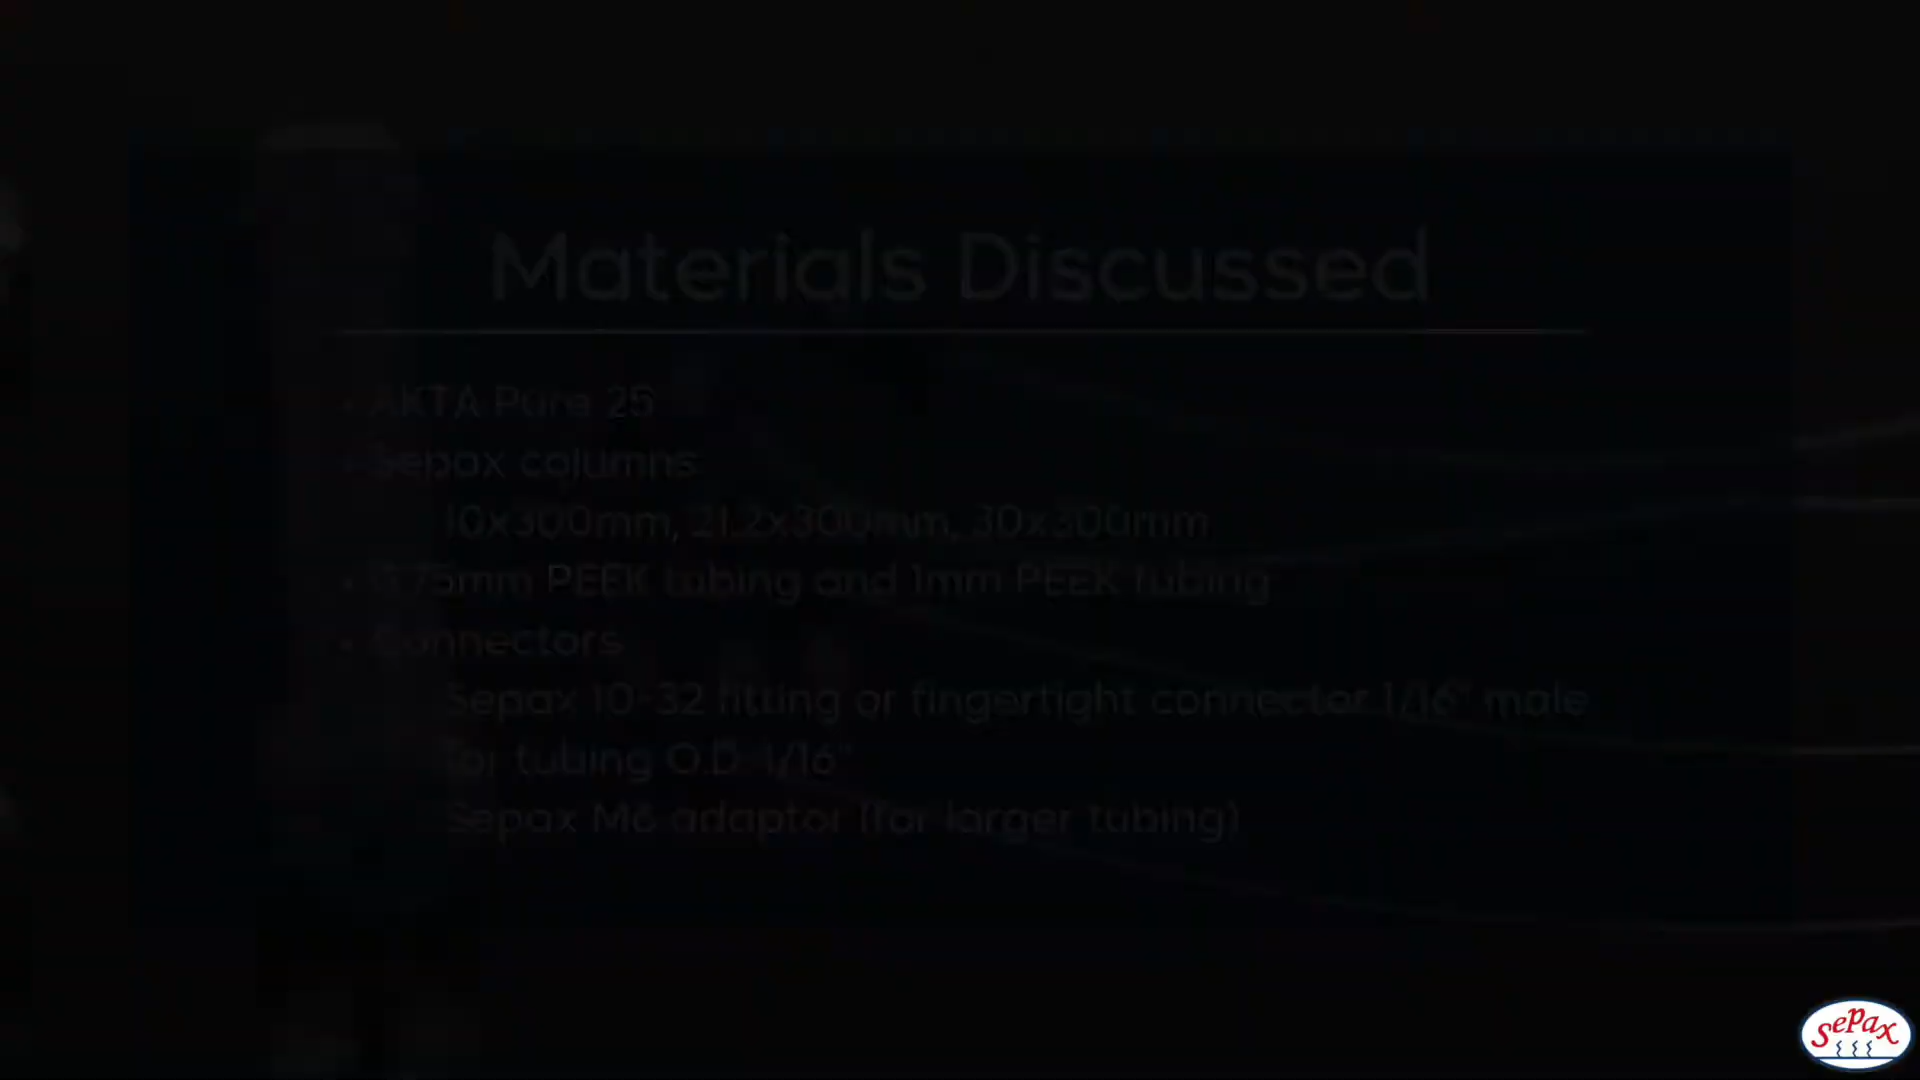 Materials Discussed
• AKTA Pure 25
• Sepax columns
10x300mm, 21.2x300mm, 30x300mm
• 0.75mm PEEK tubing and 1mm PEEK tubing
• Connectors
Sepax 10-32 fitting or fingertight connector 1/16" male
for tubing O.D 1/16"
Sepax M6 adaptor (for larger tubing)
sepax